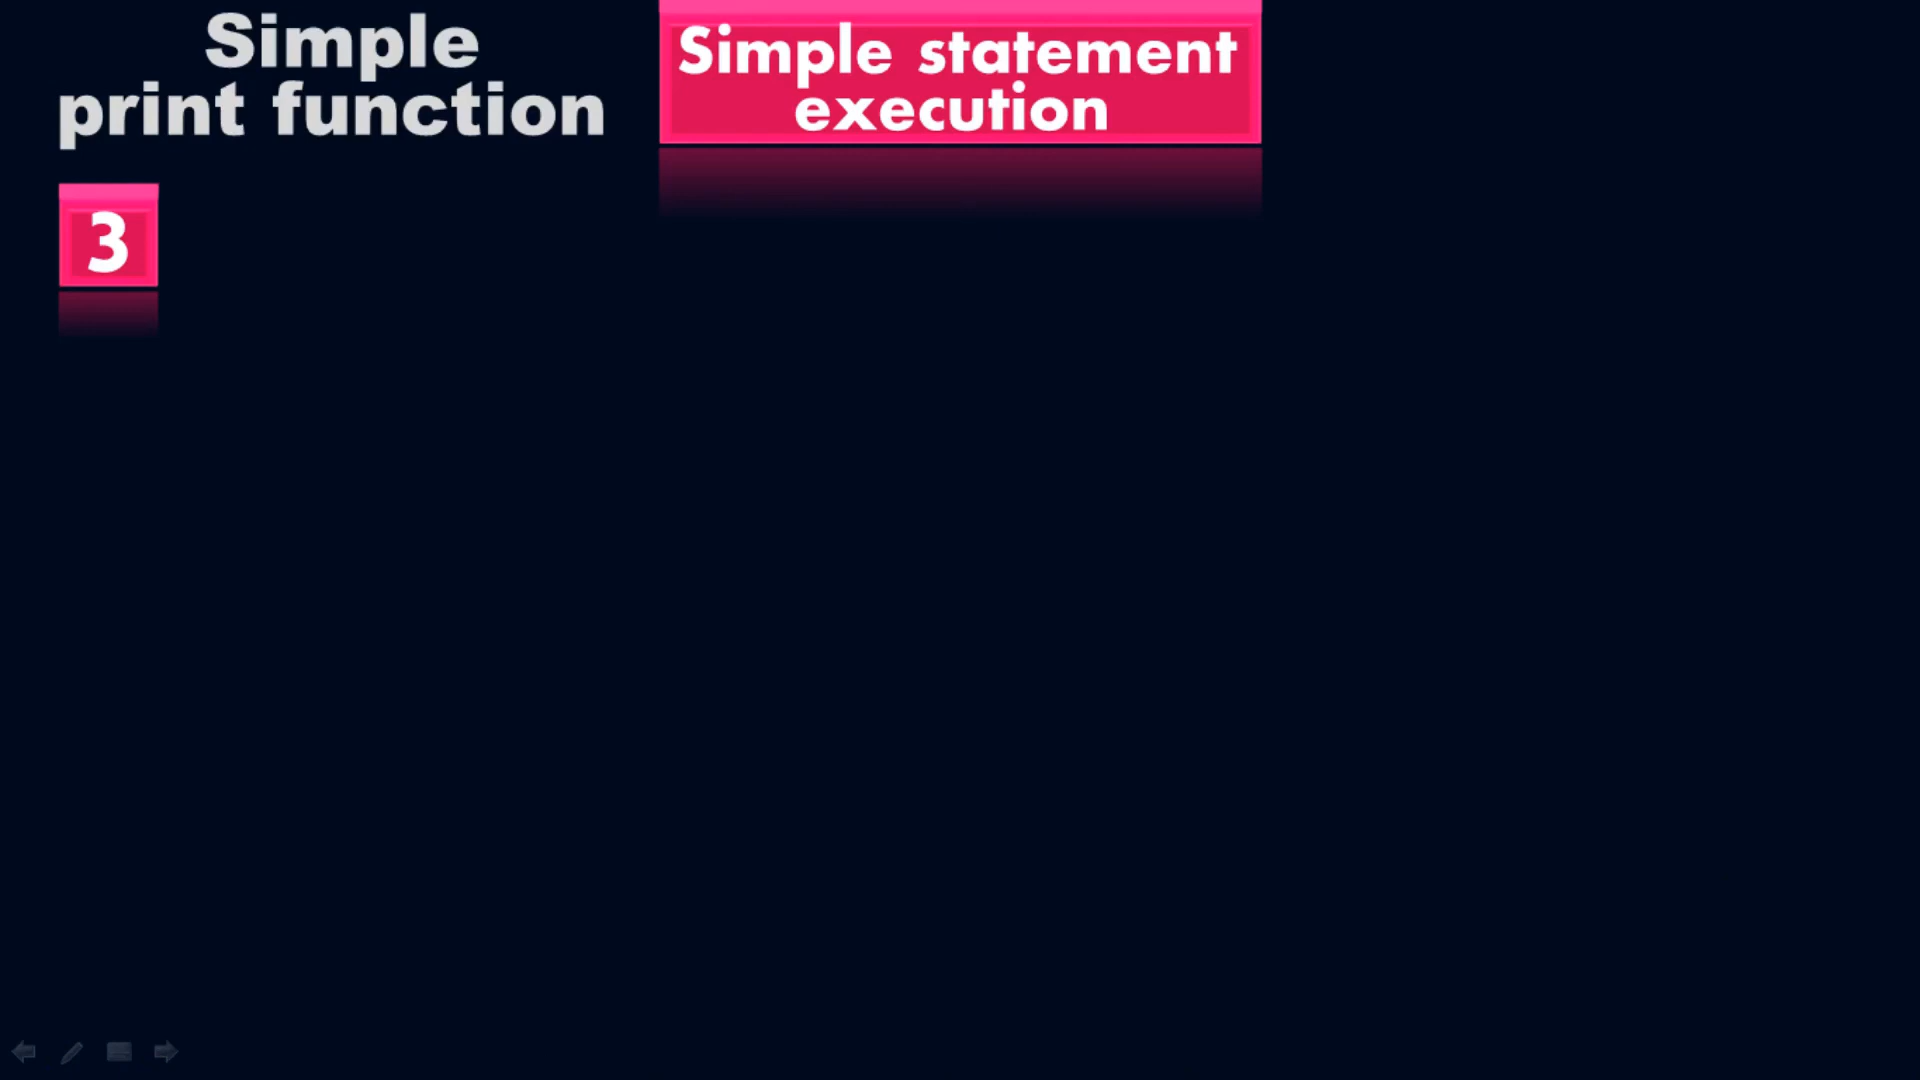 Simple
print function
Simple statement
execution
3